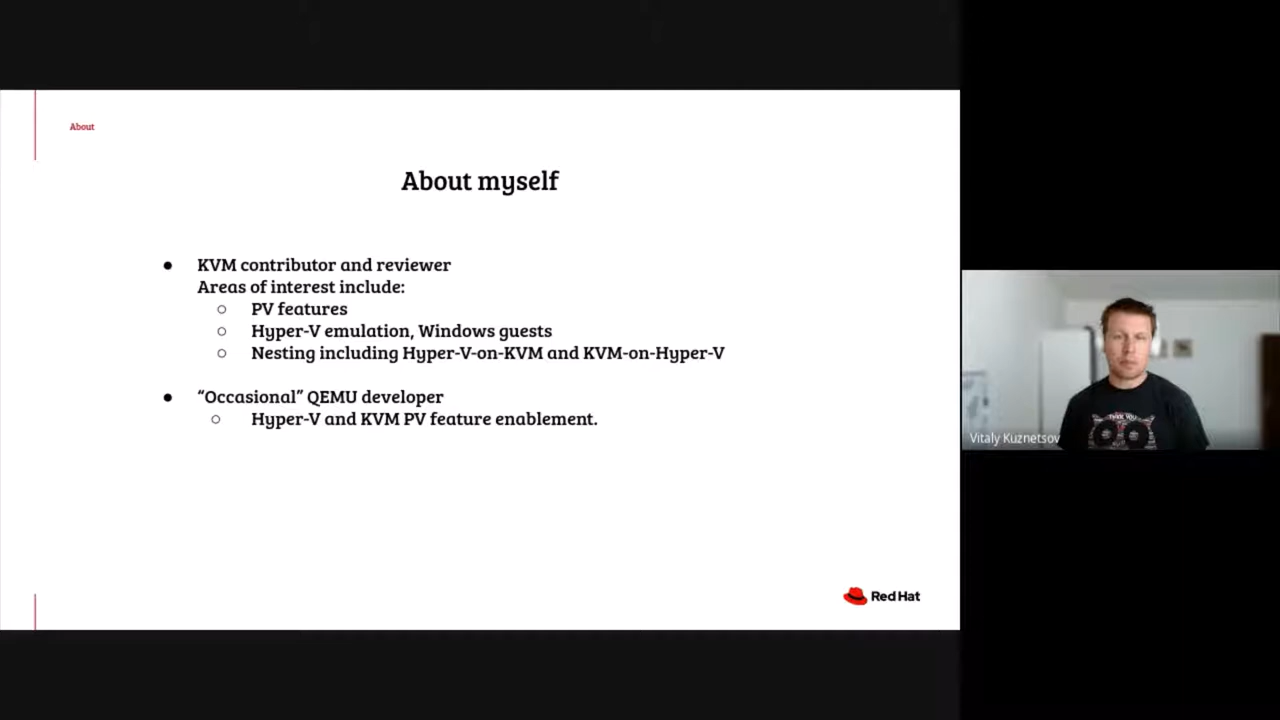 About
About myself
● KVM contributor and reviewer
Areas of interest include:
○ PV features
○ Hyper-V emulation, Windows guests
○ Nesting including Hyper-V-on-KVM and KVM-on-Hyper-V
● “Occasional” QEMU developer
○ Hyper-V and KVM PV feature enablement.
Red Hat
Vitaly Kuznetsov
THANK YOU